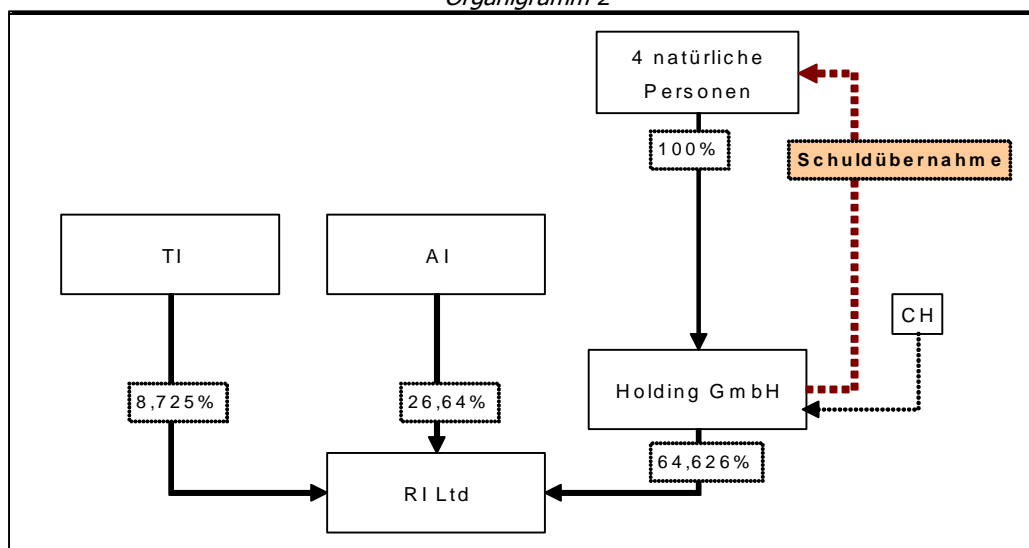 Organigramm 2
4 natürliche
Personen
100%
Schuldübernahme
TI
AI
CH
Holding GmbH
8,725%
26,64%
64,626%
RI Ltd